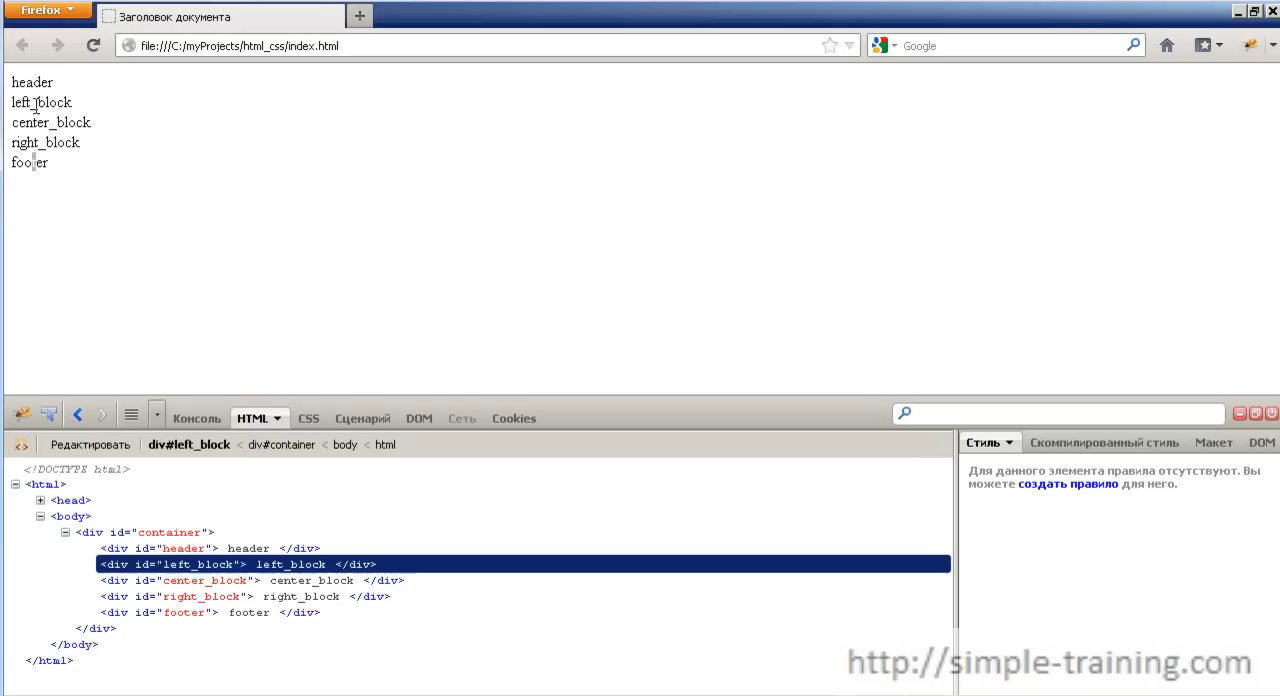 Firefox
Заголовок документа
file:///C:/myProjects/html_css/index.html
Google
header
left_block
center_block
right_block
footer
Консоль HTML CSS Сценарий DOM Сеть Cookies
Редактировать div#left_block < div#container < body < html
Стиль Скомпилированный стиль Макет DOM
<!DOCTYPE html>
<html>
<head>
<body>
<div id="container">
<div id="header"> header </div>
<div id="left_block"> left_block </div>
<div id="center_block"> center_block </div>
<div id="right_block"> right_block </div>
<div id="footer"> footer </div>
</div>
</body>
</html>
Для данного элемента правила отсутствуют. Вы
можете создать правило для него.
http://simple-training.com